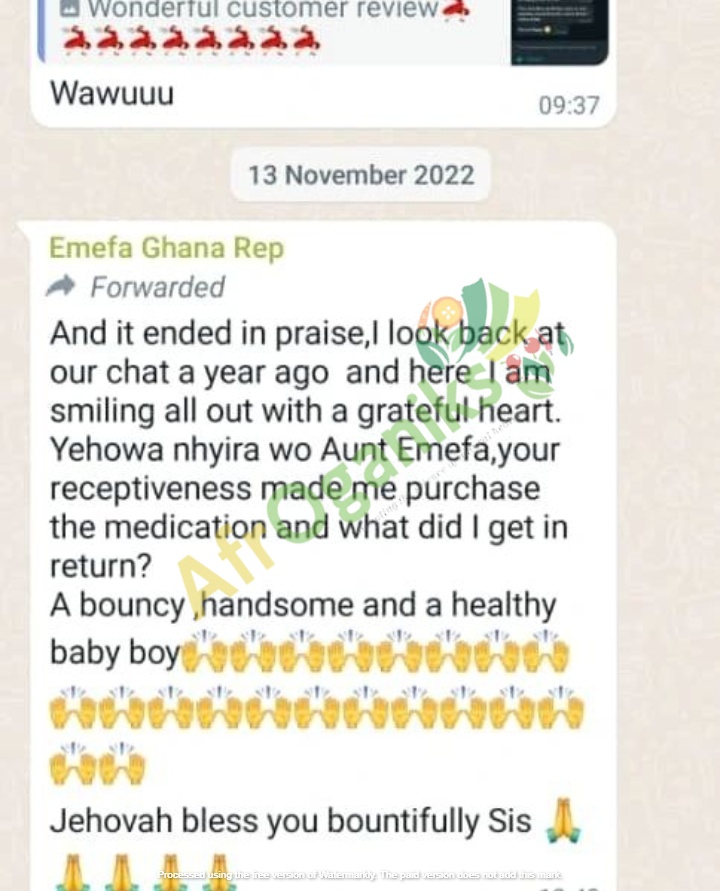 Wonderful customer review💃
💃💃💃💃💃💃💃💃
Wawuuu
09:37
13 November 2022
Emefa Ghana Rep
Forwarded
And it ended in praise,I look back at
our chat a year ago and here I am
smiling all out with a grateful heart.
Yehowa nhyira wo Aunt Emefa,your
receptiveness made me purchase
the medication and what did I get in
return?
A bouncy ,handsome and a healthy
baby boy🙌🙌🙌🙌🙌🙌🙌🙌
🙌🙌🙌🙌🙌🙌🙌🙌🙌🙌🙌
🙌🙌
Jehovah bless you bountifully Sis 🙏
🙏🙏🙏🙏
AfrOganiks
Processed using the free version of Watermarkly. The paid version does not add this mark.